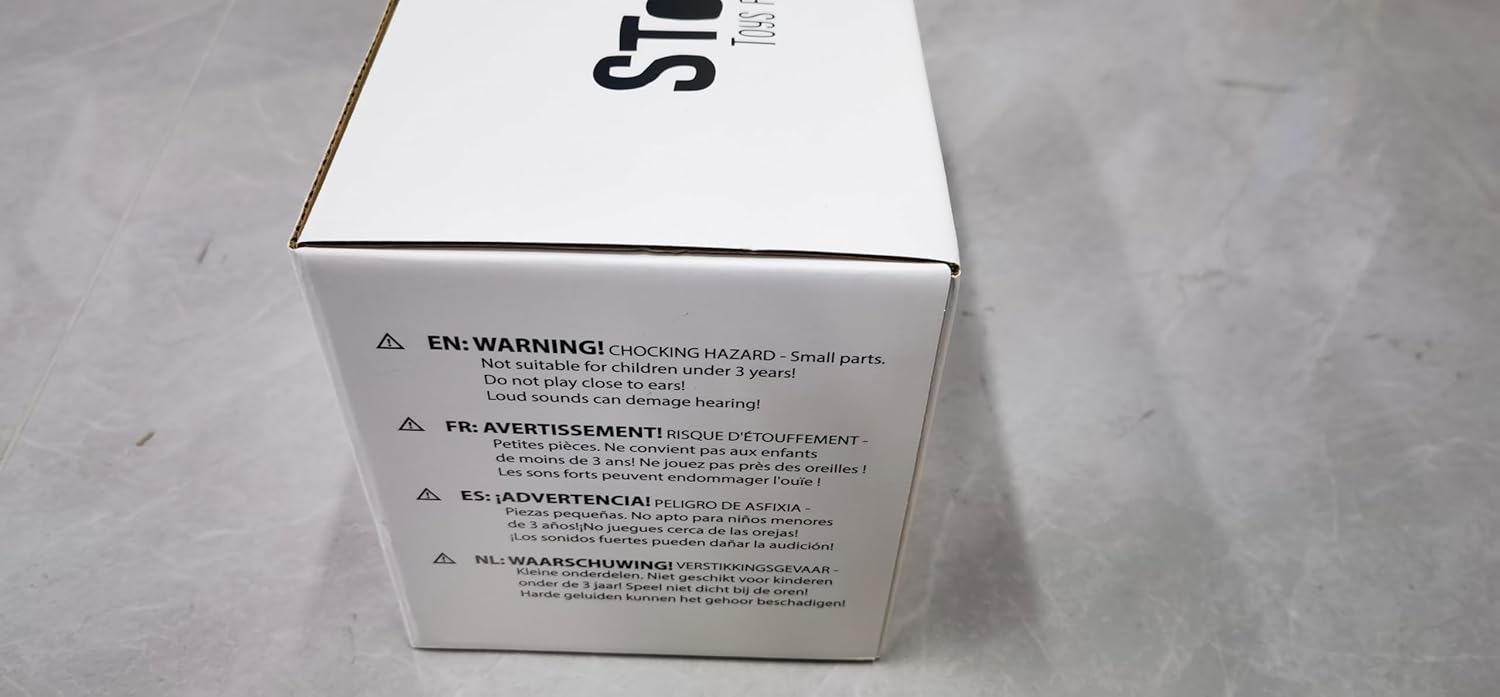 Toys
EN: WARNING! CHOCKING HAZARD - Small parts.
Not suitable for children under 3 years!
Do not play close to ears!
Loud sounds can demage hearing!
FR: AVERTISSEMENT! RISQUE D'ÉTOUFFEMENT -
Petites pièces. Ne convient pas aux enfants
de moins de 3 ans! Ne jouez pas près des oreilles !
Les sons forts peuvent endommager l'ouïe !
ES: ¡ADVERTENCIA! PELIGRO DE ASFIXIA -
Piezas pequeñas. No apto para niños menores
de 3 años!¡No juegues cerca de las orejas!
¡Los sonidos fuertes pueden dañar la audición!
NL: WAARSCHUWING! VERSTIKKINGSGEVAAR -
Kleine onderdelen. Niet geschikt voor kinderen
onder de 3 jaar! Speel niet dicht bij de oren!
Harde geluiden kunnen het gehoor beschadigen!